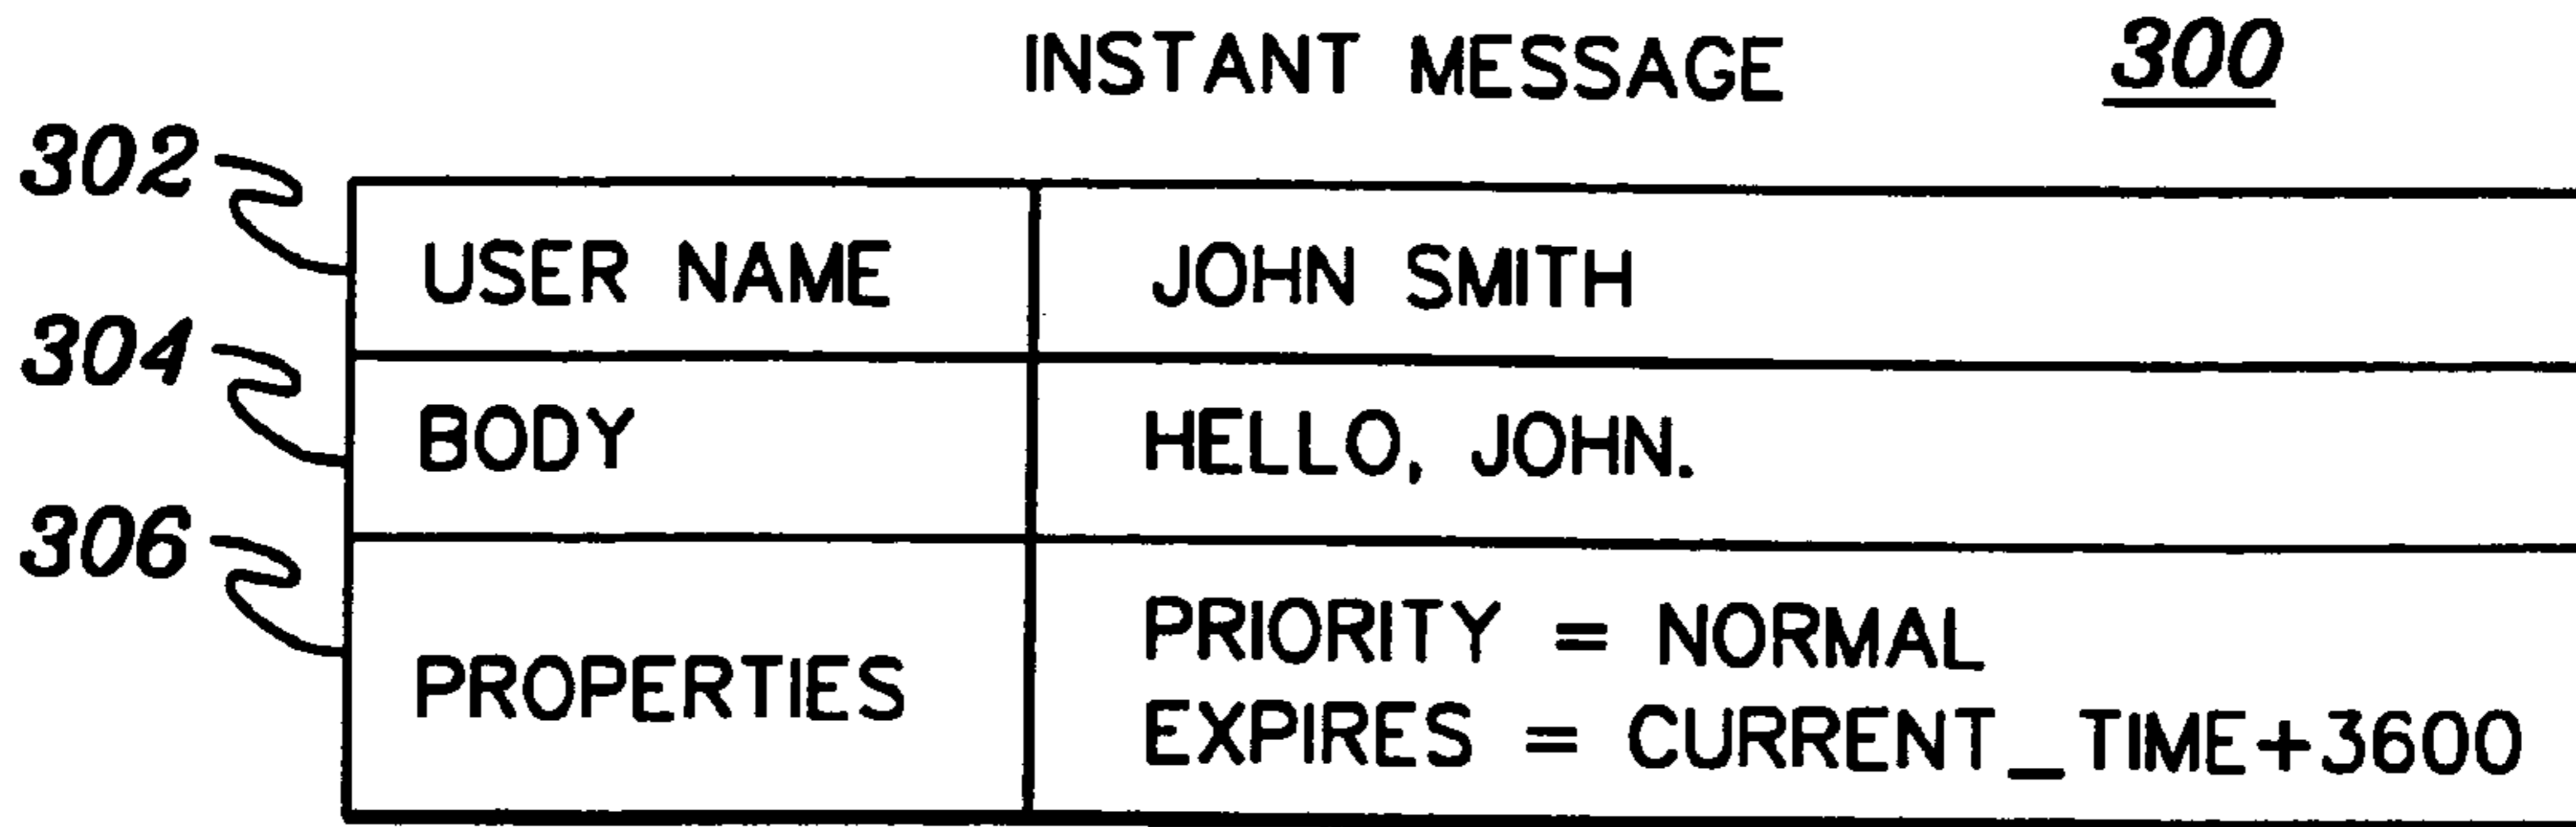 INSTANT MESSAGE 300
302 USER NAME JOHN SMITH
304 BODY HELLO, JOHN.
306 PROPERTIES PRIORITY = NORMAL
EXPIRES = CURRENT_TIME+3600